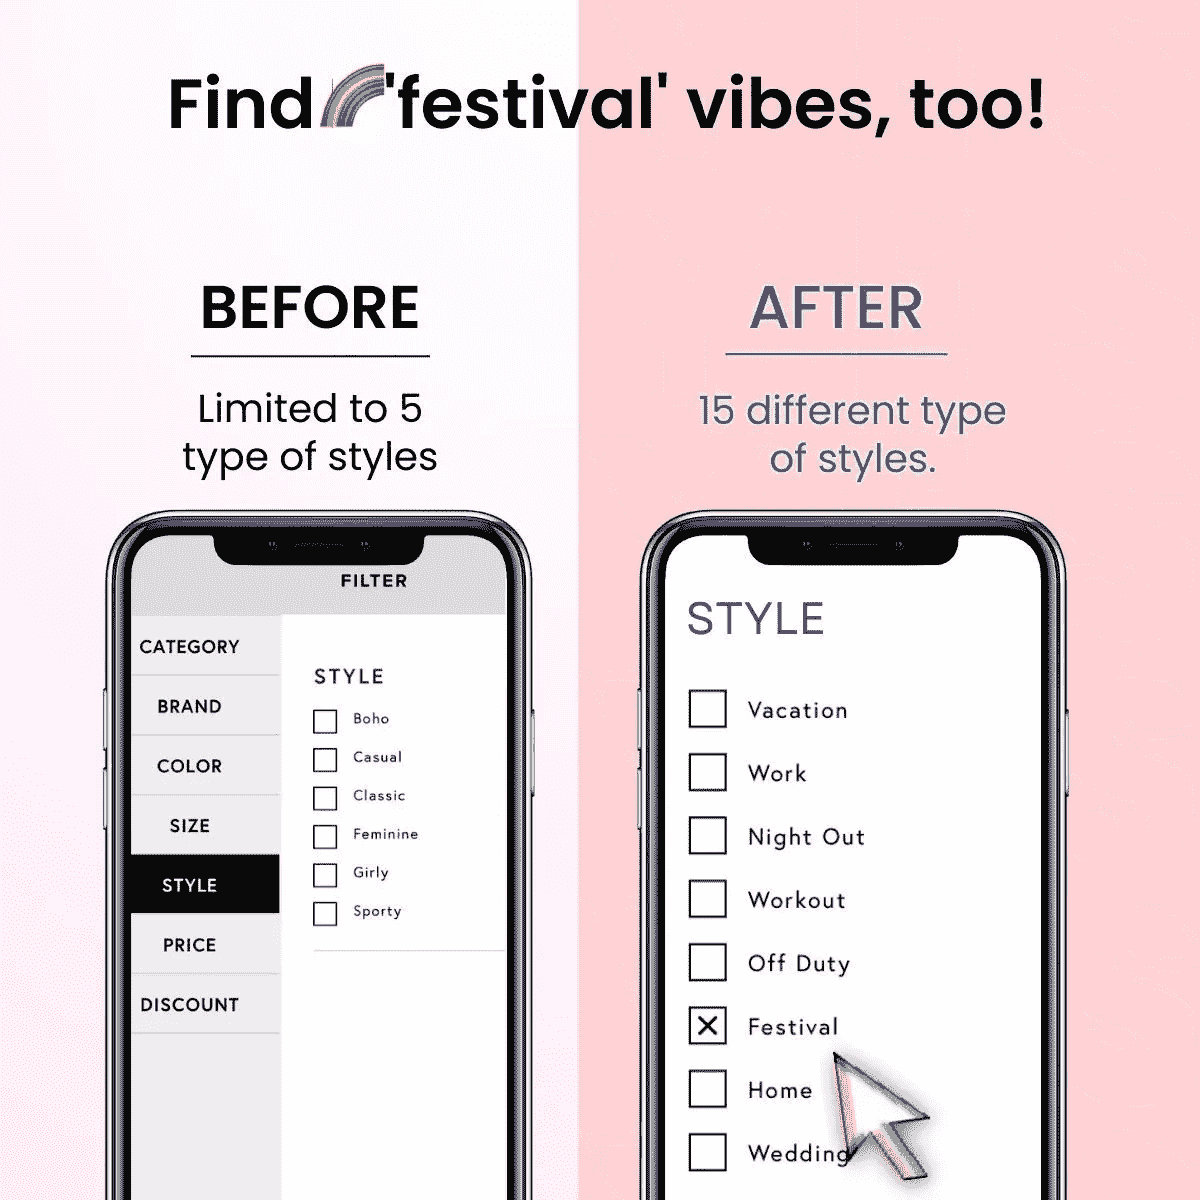 Find 'festival' vibes, too!
BEFORE
Limited to 5
type of styles
FILTER
CATEGORY
BRAND
COLOR
SIZE
STYLE
PRICE
DISCOUNT
STYLE
Boho
Casual
Classic
Feminine
Girly
Sporty
AFTER
15 different type
of styles.
STYLE
Vacation
Work
Night Out
Workout
Off Duty
Festival
Home
Wedding